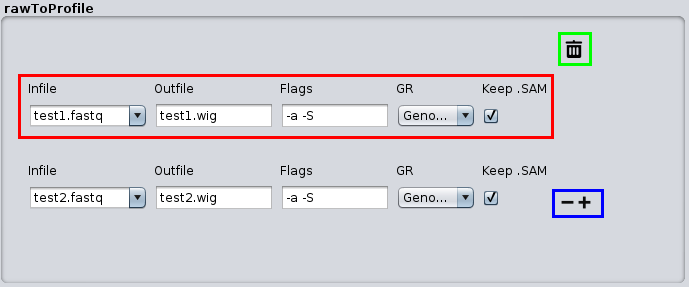 rawToProfile
Infile Outfile Flags GR Keep .SAM
test1.fastq test1.wig -a -S Geno...
Infile Outfile Flags GR Keep .SAM
test2.fastq test2.wig -a -S Geno...